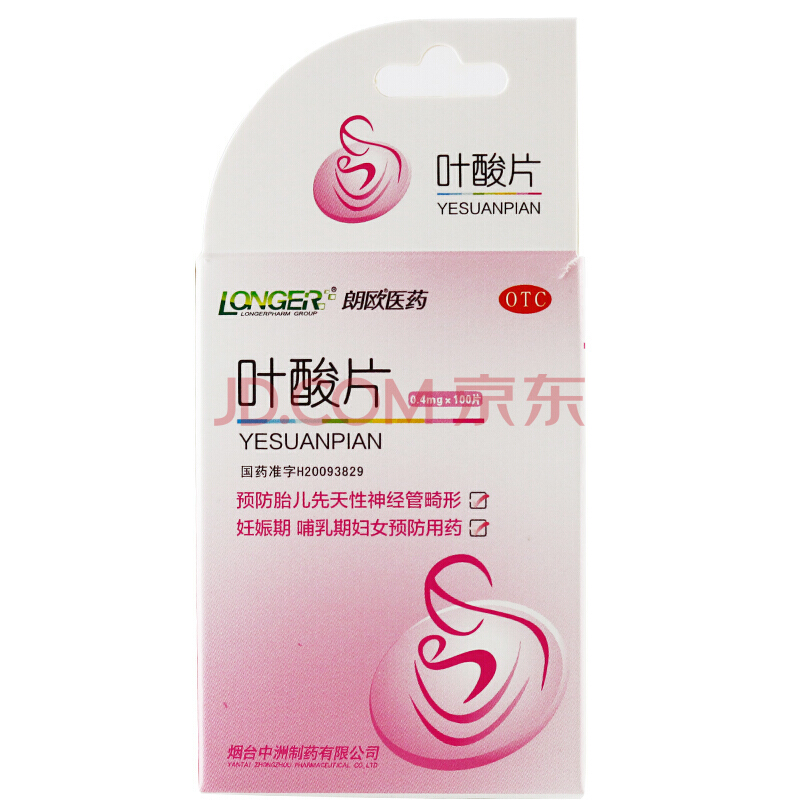 叶酸片
YESUANPIAN
LONGER® 朗欧医药
LONGERPHARM GROUP
OTC
叶酸片 0.4mg×100片
JD.COM 京东
YESUANPIAN
国药准字H20093829
预防胎儿先天性神经管畸形
妊娠期 哺乳期妇女预防用药
烟台中洲制药有限公司
YANTAI ZHONGZHOU PHARMACEUTICAL CO.,LTD